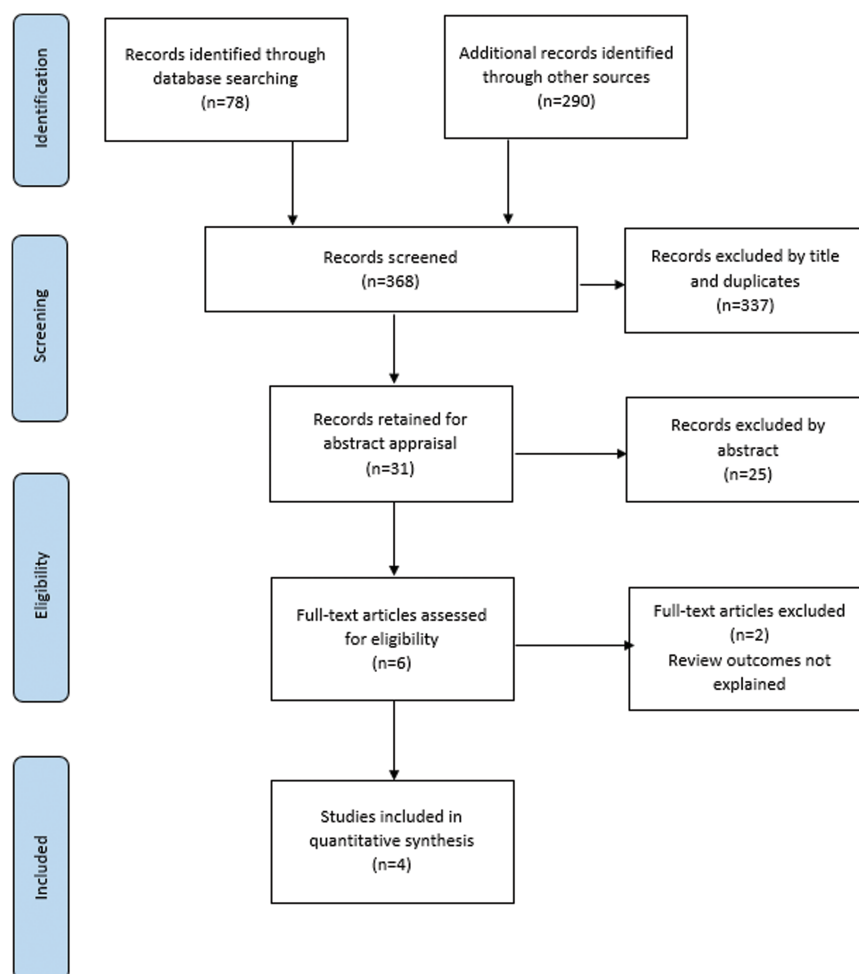 Identification
Records identified through
database searching
(n=78)
Additional records identified
through other sources
(n=290)
Screening
Records screened
(n=368)
Records excluded by title
and duplicates
(n=337)
Records retained for
abstract appraisal
(n=31)
Records excluded by
abstract
(n=25)
Eligibility
Full-text articles assessed
for eligibility
(n=6)
Full-text articles excluded
(n=2)
Review outcomes not
explained
Included
Studies included in
quantitative synthesis
(n=4)